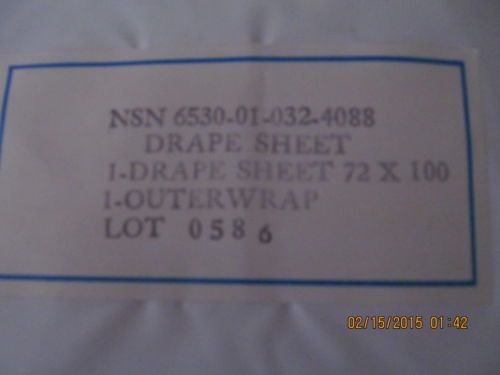 NSN 6530-01-032-4088
DRAPE SHEET
1-DRAPE SHEET 72 X 100
1-OUTERWRAP
LOT 0586
02/15/2015 01:42